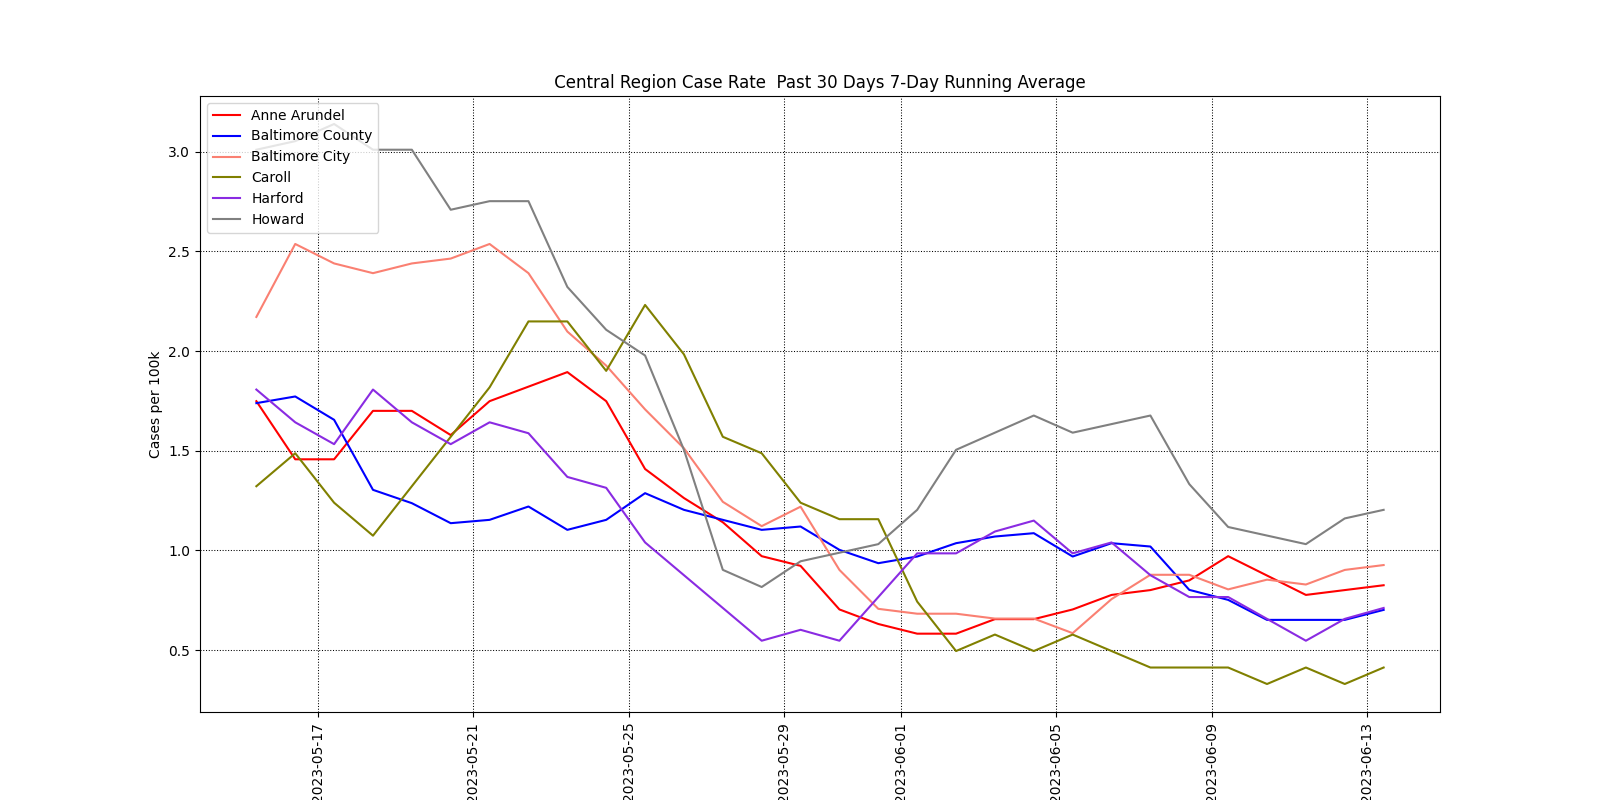 Central Region Case Rate  Past 30 Days 7-Day Running Average
Anne Arundel
Baltimore County
Baltimore City
Caroll
Harford
Howard
3.0
2.5
2.0
1.5
1.0
0.5
Cases per 100k
2023-05-17
2023-05-21
2023-05-25
2023-05-29
2023-06-01
2023-06-05
2023-06-09
2023-06-13